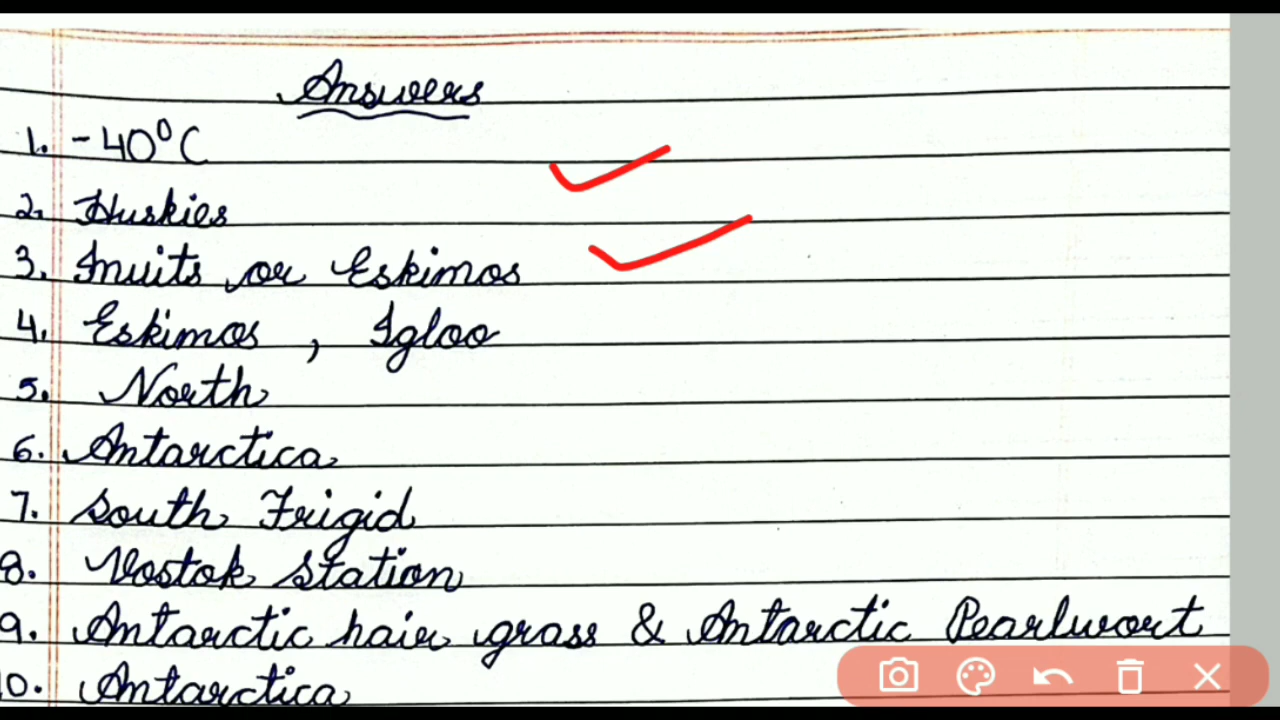 Answers
1. -40°C
2. Huskies
3. Inuits or Eskimos
4. Eskimos, Igloo
5. North
6. Antarctica
7. South Frigid
8. Vostok Station
9. Antarctic hair grass & Antarctic Pearlwort
10. Antarctica